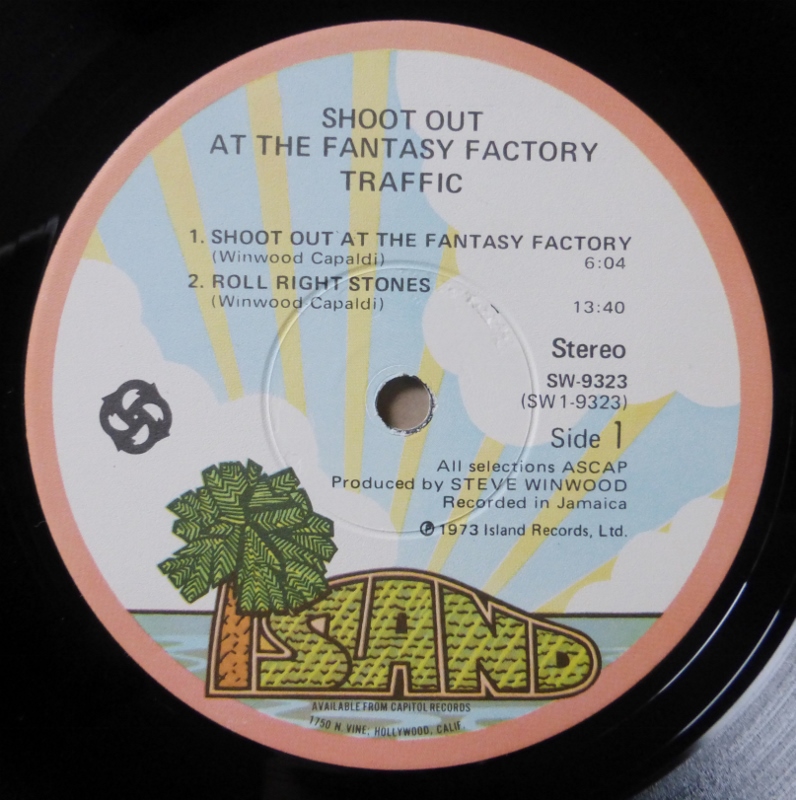 SHOOT OUT
AT THE FANTASY FACTORY
TRAFFIC
1. SHOOT OUT AT THE FANTASY FACTORY
(Winwood Capaldi) 6:04
2. ROLL RIGHT STONES
(Winwood Capaldi) 13:40
Stereo
SW-9323
(SW1-9323)
Side 1
All selections ASCAP
Produced by STEVE WINWOOD
Recorded in Jamaica
℗ 1973 Island Records, Ltd.
ISLAND
AVAILABLE FROM CAPITOL RECORDS
1750 N. VINE; HOLLYWOOD, CALIF.